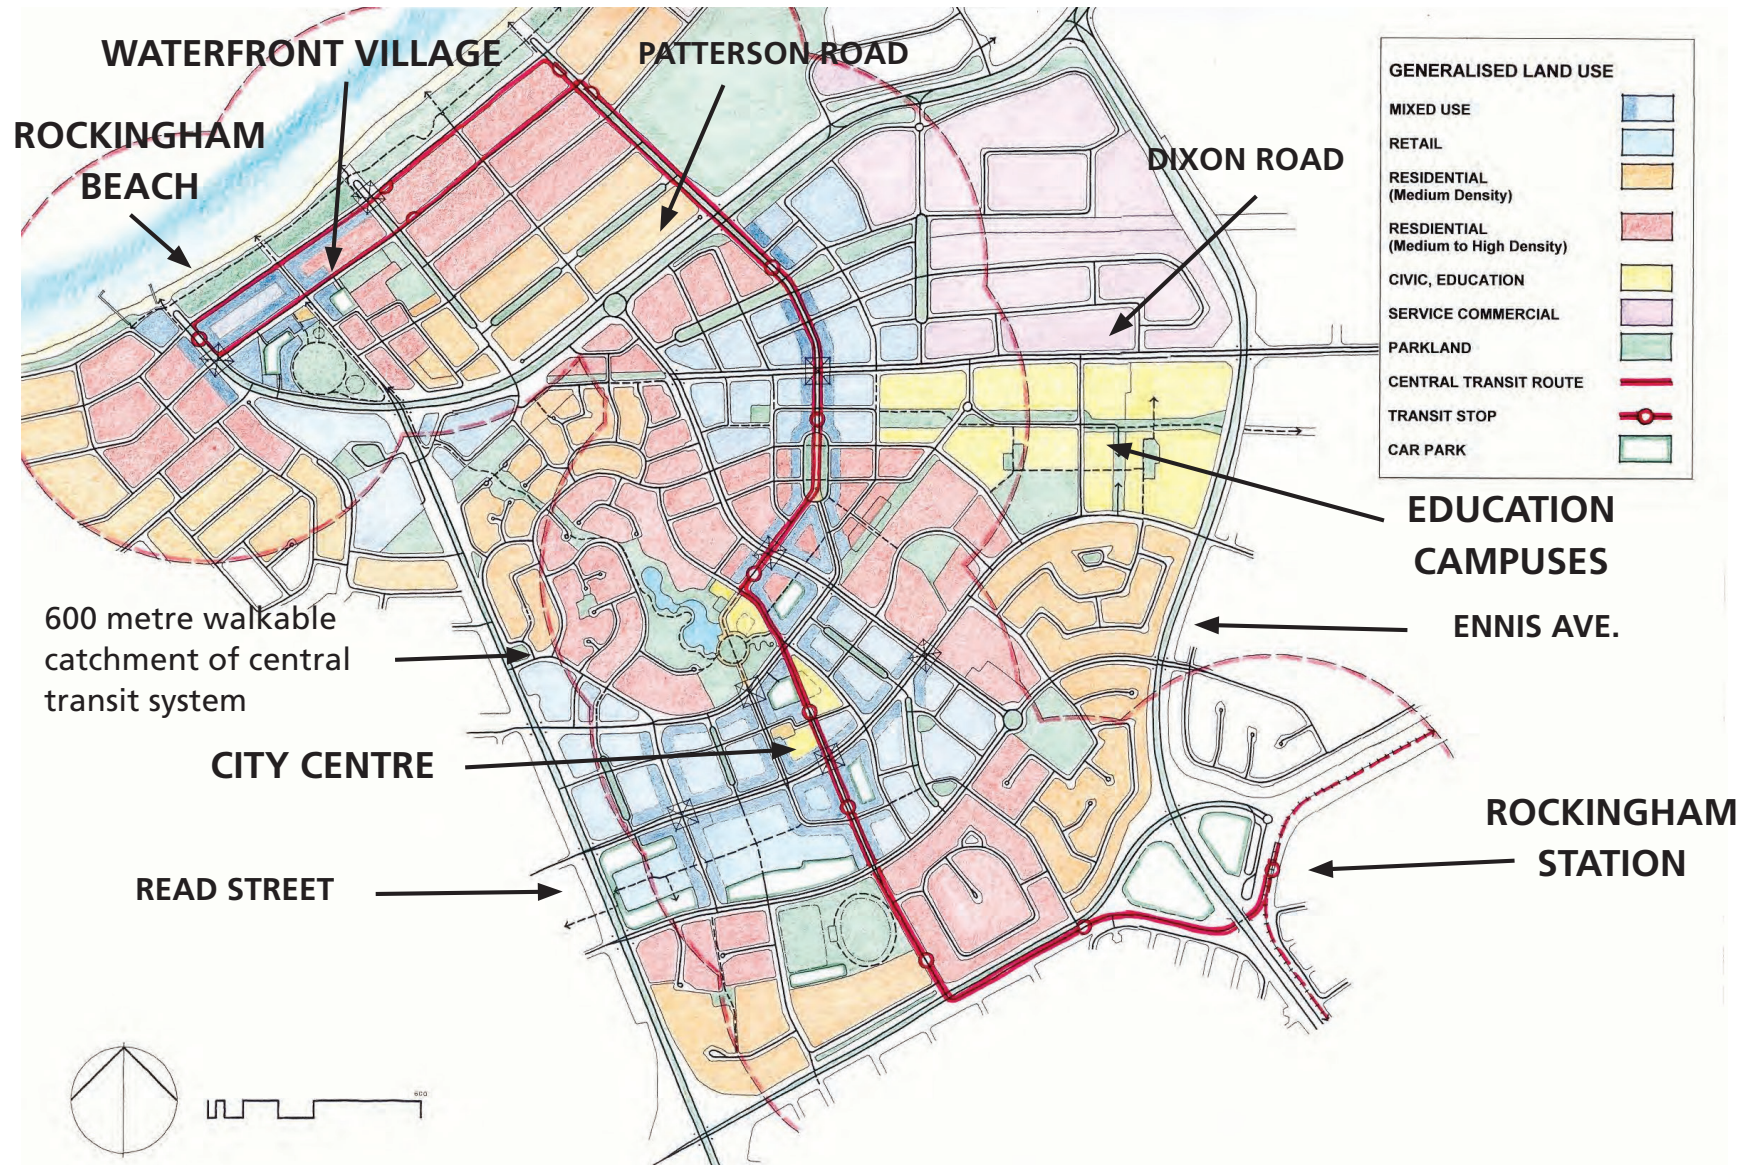 WATERFRONT VILLAGE
PATTERSON ROAD
ROCKINGHAM
BEACH
DIXON ROAD
GENERALISED LAND USE
MIXED USE
RETAIL
RESIDENTIAL
(Medium Density)
RESDIENTIAL
(Medium to High Density)
CIVIC, EDUCATION
SERVICE COMMERCIAL
PARKLAND
CENTRAL TRANSIT ROUTE
TRANSIT STOP
CAR PARK
EDUCATION
CAMPUSES
ENNIS AVE.
600 metre walkable
catchment of central
transit system
CITY CENTRE
ROCKINGHAM
STATION
READ STREET
600